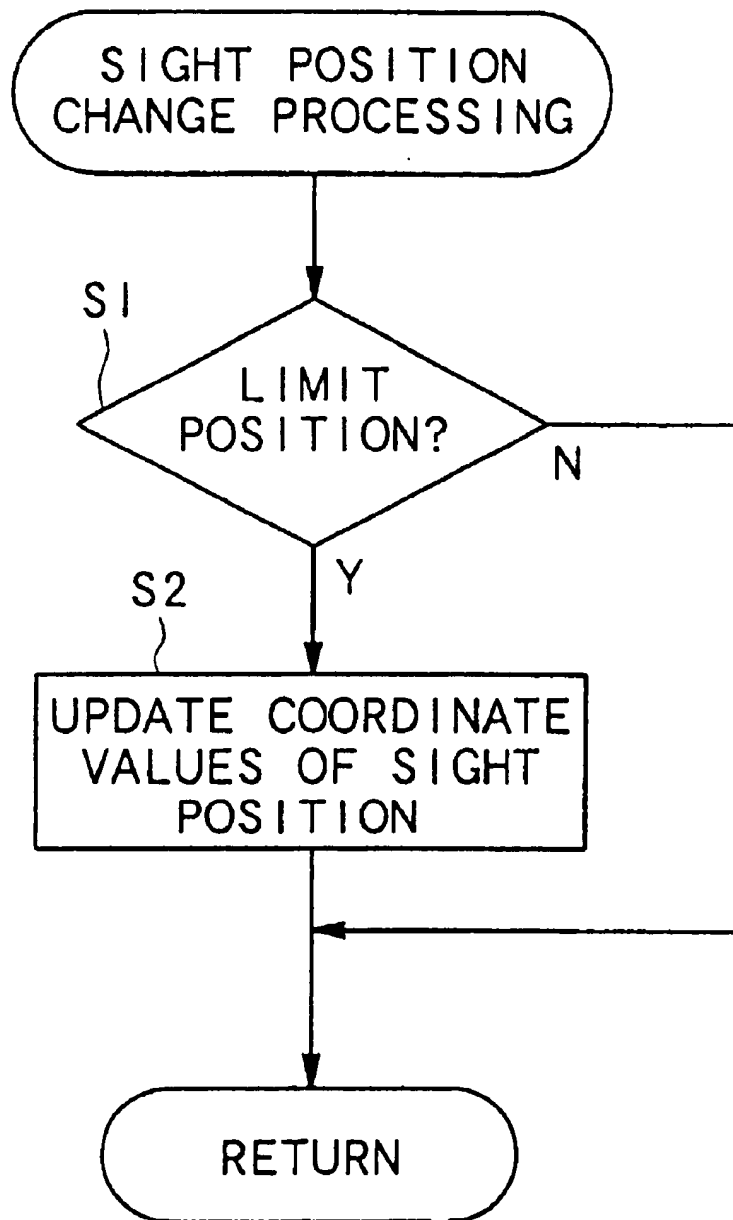 SIGHT POSITION
CHANGE PROCESSING
S1
LIMIT
POSITION?
N
Y
S2
UPDATE COORDINATE
VALUES OF SIGHT
POSITION
RETURN